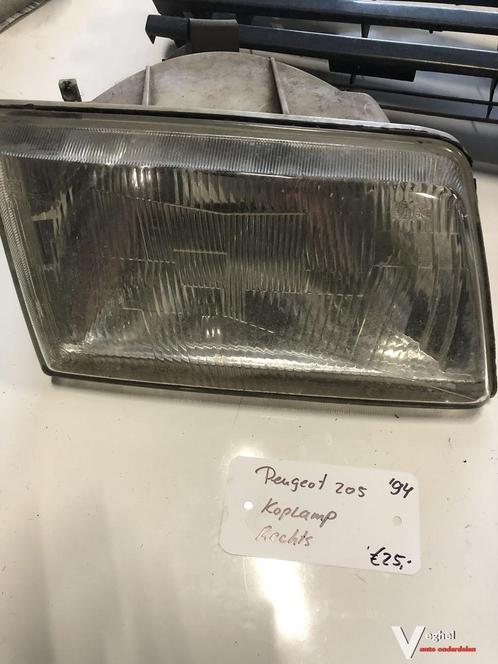 Peugeot 205 '94
Koplamp
Rechts
€25,-
Veghel
auto onderdelen